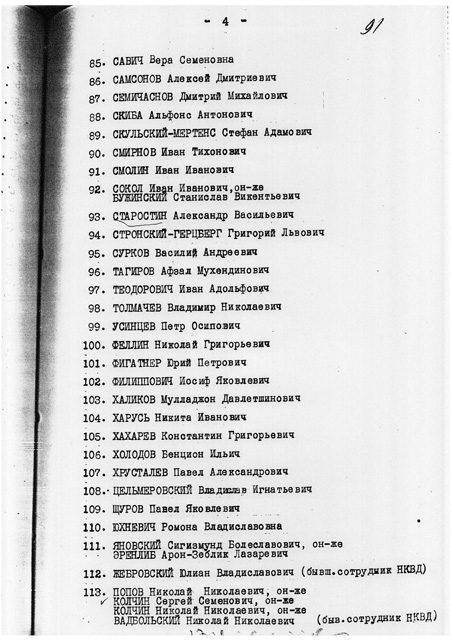 - 4 -
91
85. САВИЧ Вера Семеновна
86. САМСОНОВ Алексей Дмитриевич
87. СЕМИЧАСНОВ Дмитрий Михайлович
88. СКИБА Альфонс Антонович
89. СКУЛЬСКИЙ-МЕРТЕНС Стефан Адамович
90. СМИРНОВ Иван Тихонович
91. СМОЛИН Иван Иванович
92. СОКОЛ Иван Иванович,он-же
БУЖИНСКИЙ Станислав Викентьевич
93. СТАРОСТИН Александр Васильевич
94. СТРОНСКИЙ-ГЕРЦБЕРГ Григорий Львович
95. СУРКОВ Василий Андреевич
96. ТАГИРОВ Афзал Мухендинович
97. ТЕОДОРОВИЧ Иван Адольфович
98. ТОЛМАЧЕВ Владимир Николаевич
99. УСИНЦЕВ Петр Осипович
100. ФЕЛЛИН Николай Григорьевич
101. ФИГАТНЕР Юрий Петрович
102. ФИЛИППОВИЧ Иосиф Яковлевич
103. ХАЛИКОВ Мулладжон Давлетшинович
104. ХАРУСЬ Никита Иванович
105. ХАХАРЕВ Константин Григорьевич
106. ХОЛОДОВ Бенцион Ильич
107. ХРУСТАЛЕВ Павел Александрович
108. ЦЕЛЬМЕРОВСКИЙ Владислав Игнатьевич
109. ЩУРОВ Павел Яковлевич
110. ЮХНЕВИЧ Ромона Владиславовна
111. ЯНОВСКИЙ Сигизмунд Болеславович, он-же
ЭРЕНЛИБ Арон-Зеблик Лазаревич
112. ЖЕБРОВСКИЙ Юлиан Владиславович (бывш.сотрудник НКВД)
113. ПОПОВ Николай Николаевич, он-же
КОЛЧИН Сергей Семенович, он-же
КОЛЧИН Николай Николаевич, он-же
ВАДБОЛЬСКИЙ Николай Николаевич (быв.сотрудник НКВД)